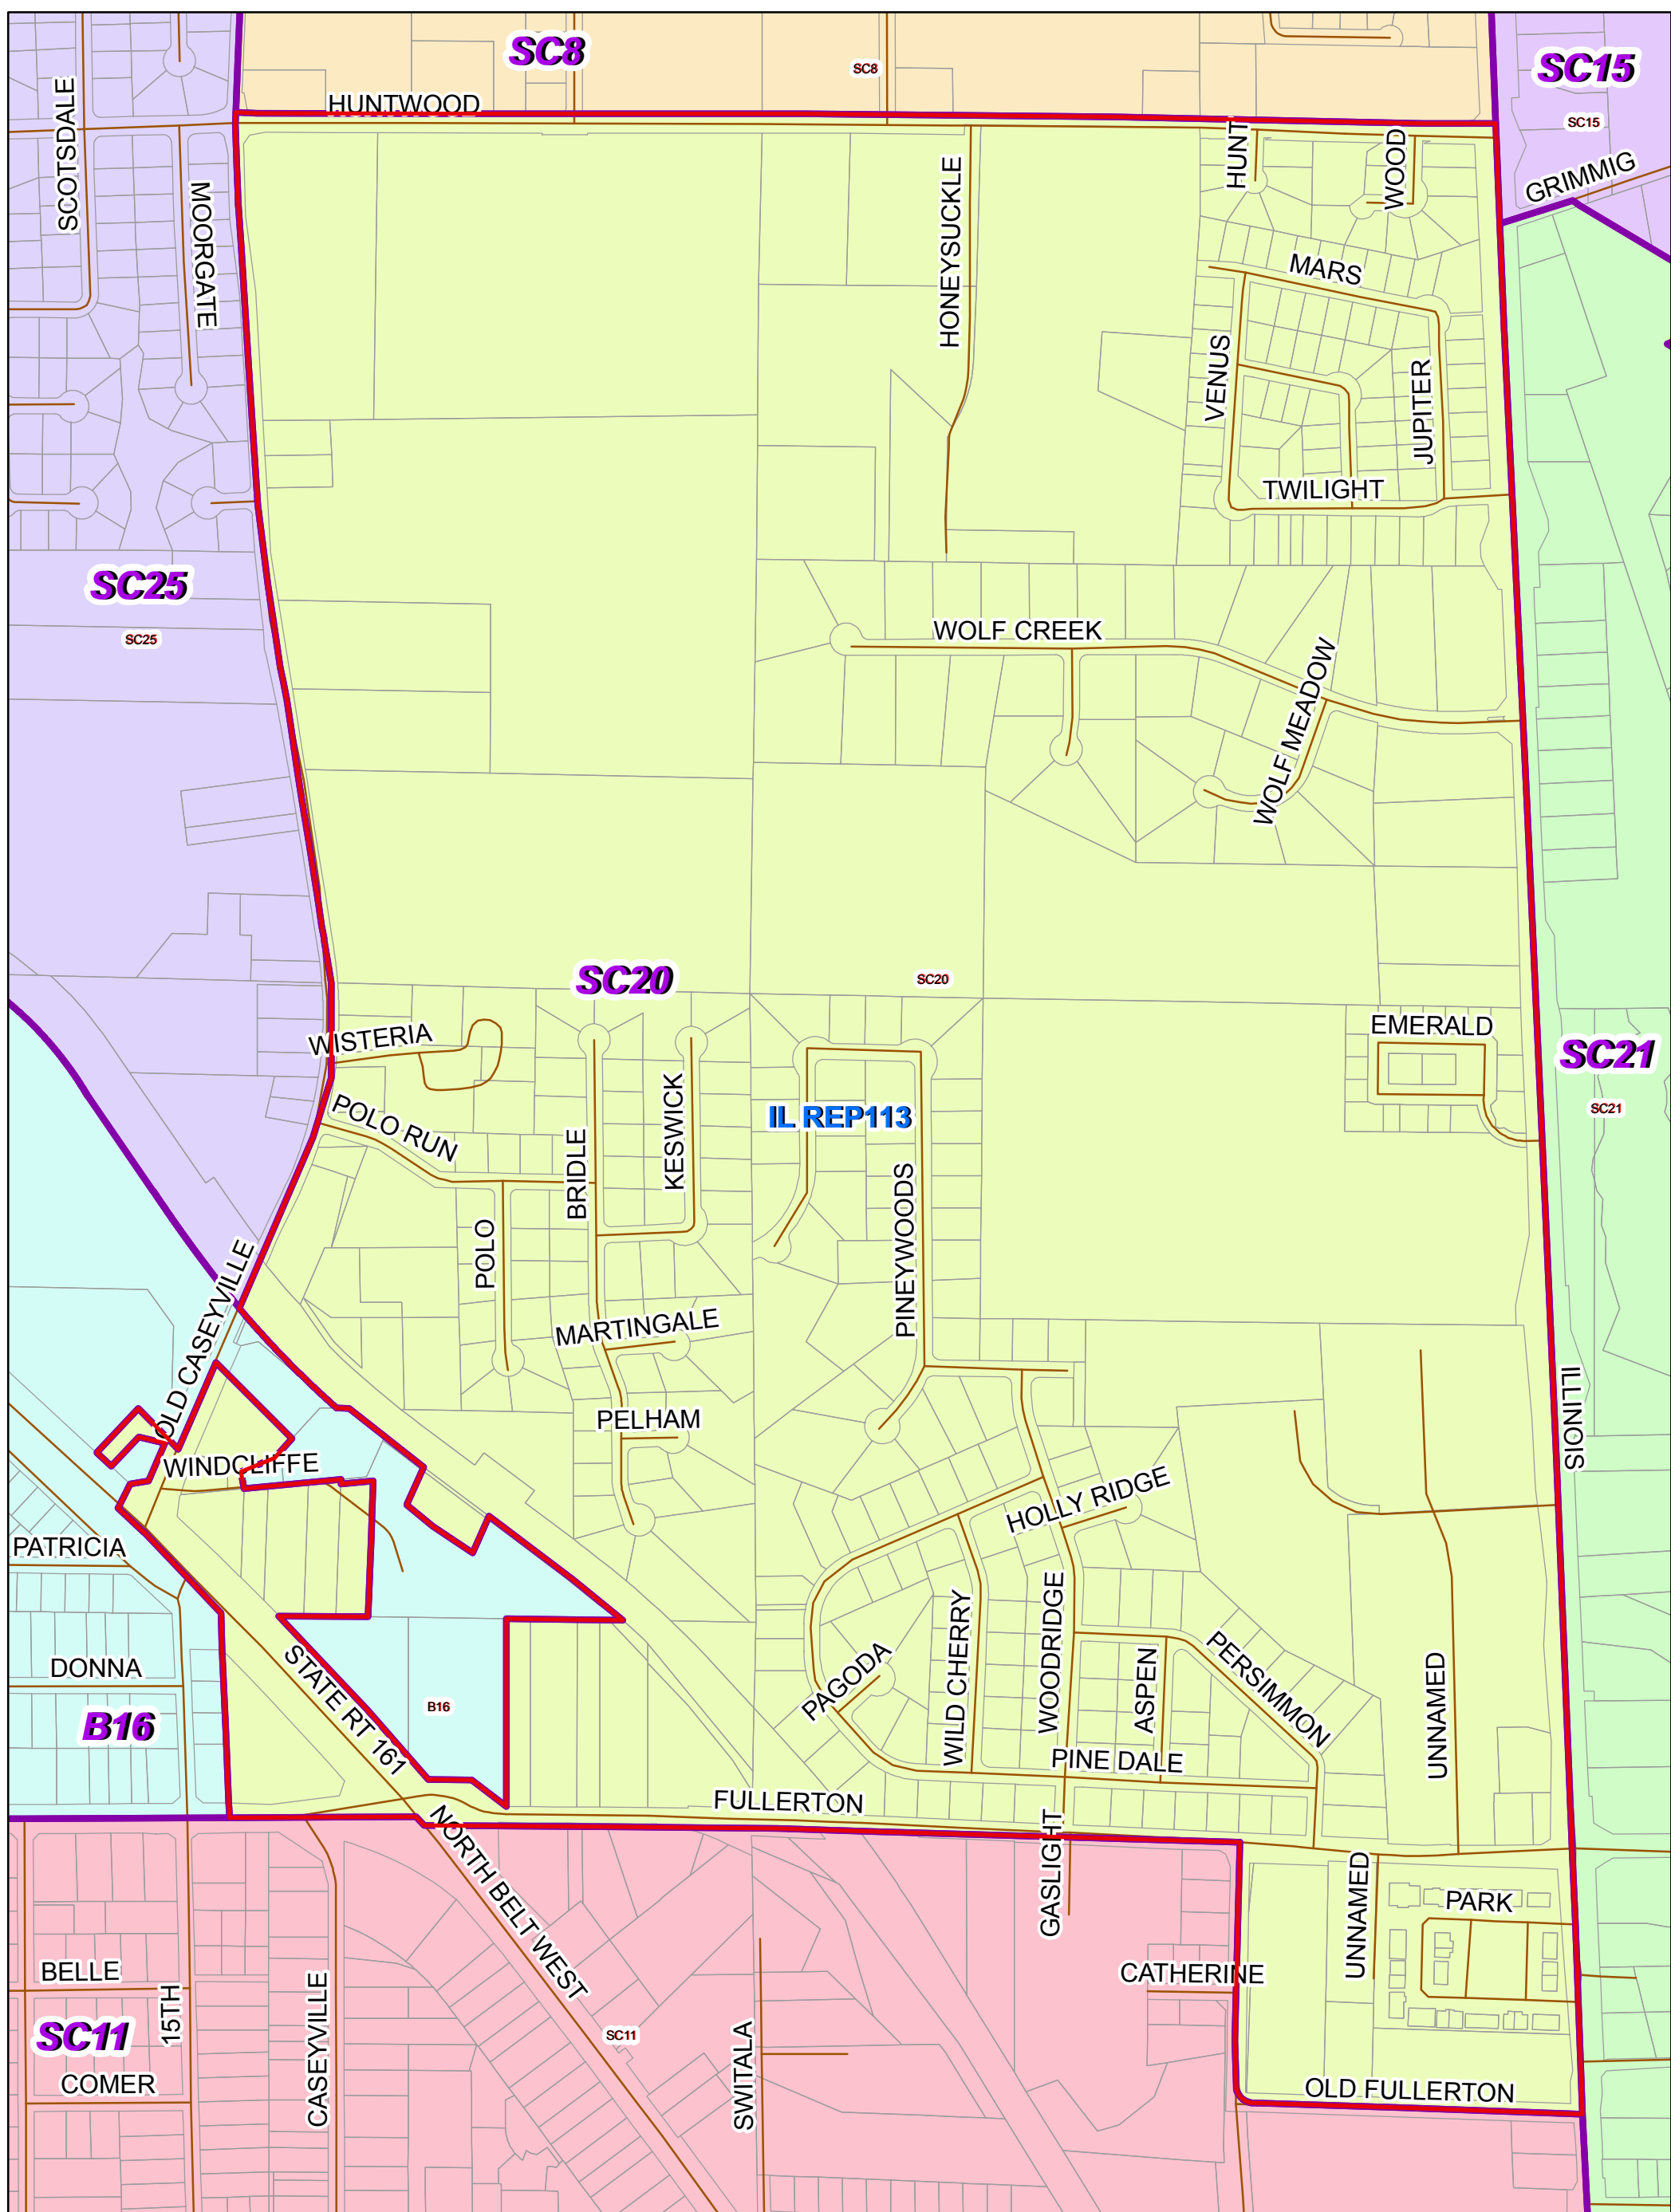 SC8
SC8
SC15
SC15
HUNTWOOD
SCOTSDALE
MOORGATE
HONEYSUCKLE
HUNT
WOOD
GRIMMIG
MARS
VENUS
JUPITER
TWILIGHT
SC25
SC25
WOLF CREEK
WOLF MEADOW
SC20
SC20
WISTERIA
EMERALD
SC21
SC21
POLO RUN
BRIDLE
KESWICK
IL REP113
PINEYWOODS
POLO
OLD CASEYVILLE
MARTINGALE
PELHAM
ILLINOIS
WINDCLIFFE
HOLLY RIDGE
PATRICIA
DONNA
STATE RT 161
B16
B16
PAGODA
WILD CHERRY
WOODRIDGE
ASPEN
PERSIMMON
UNNAMED
PINE DALE
FULLERTON
NORTH BELT WEST
GASLIGHT
UNNAMED
PARK
BELLE
15TH
CASEYVILLE
CATHERINE
SC11
SC11
SWITALA
COMER
OLD FULLERTON